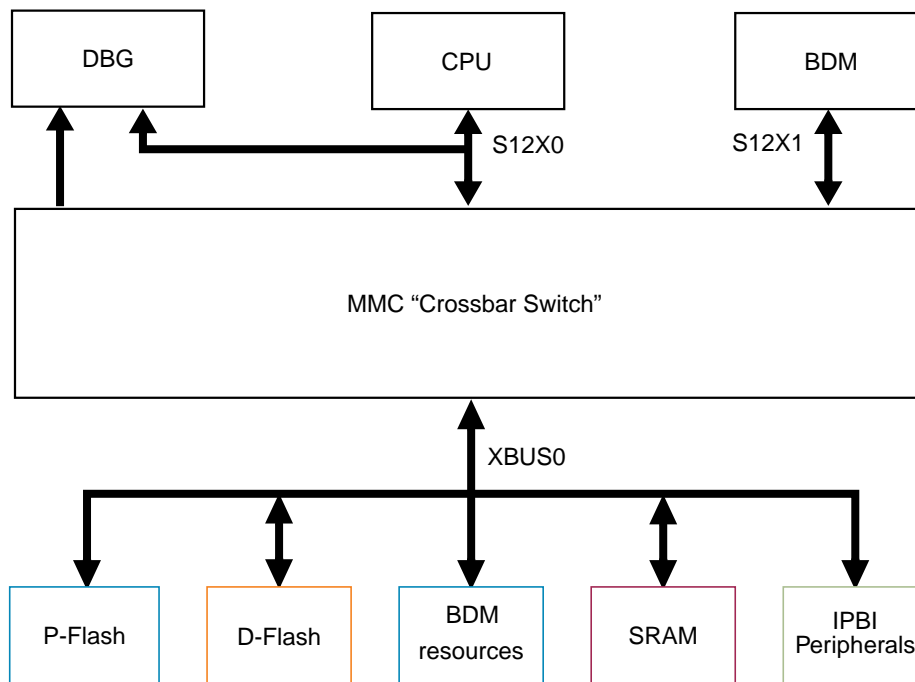 DBG
CPU
BDM
S12X0
S12X1
MMC “Crossbar Switch”
XBUS0
P-Flash
D-Flash
BDM
resources
SRAM
IPBI
Peripherals